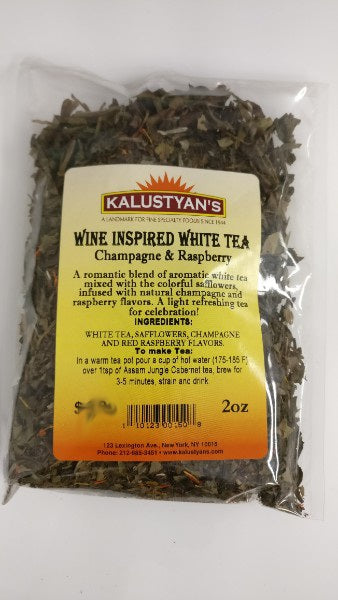 KALUSTYAN'S
A LANDMARK FOR FINE SPECIALTY FOODS SINCE 1944
WINE INSPIRED WHITE TEA
Champagne & Raspberry
A romantic blend of aromatic white tea
mixed with the colorful safflowers,
infused with natural champagne and
raspberry flavors. A light refreshing tea
for celebration!
INGREDIENTS:
WHITE TEA, SAFFLOWERS, CHAMPAGNE
AND RED RASPBERRY FLAVORS.
To make Tea:
In a warm tea pot pour a cup of hot water (175-185 F)
over 1tsp of Assam Jungle Cabernet tea, brew for
3-5 minutes, strain and drink
$
2oz
123 Lexington Ave., New York, NY 10016
Phone: 212-685-3451 • www.kalustyans.com